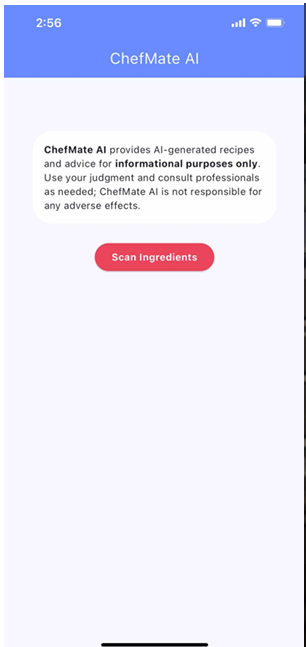 2:56
ChefMate AI
ChefMate AI provides AI-generated recipes
and advice for informational purposes only.
Use your judgment and consult professionals
as needed; ChefMate AI is not responsible for
any adverse effects.
Scan Ingredients